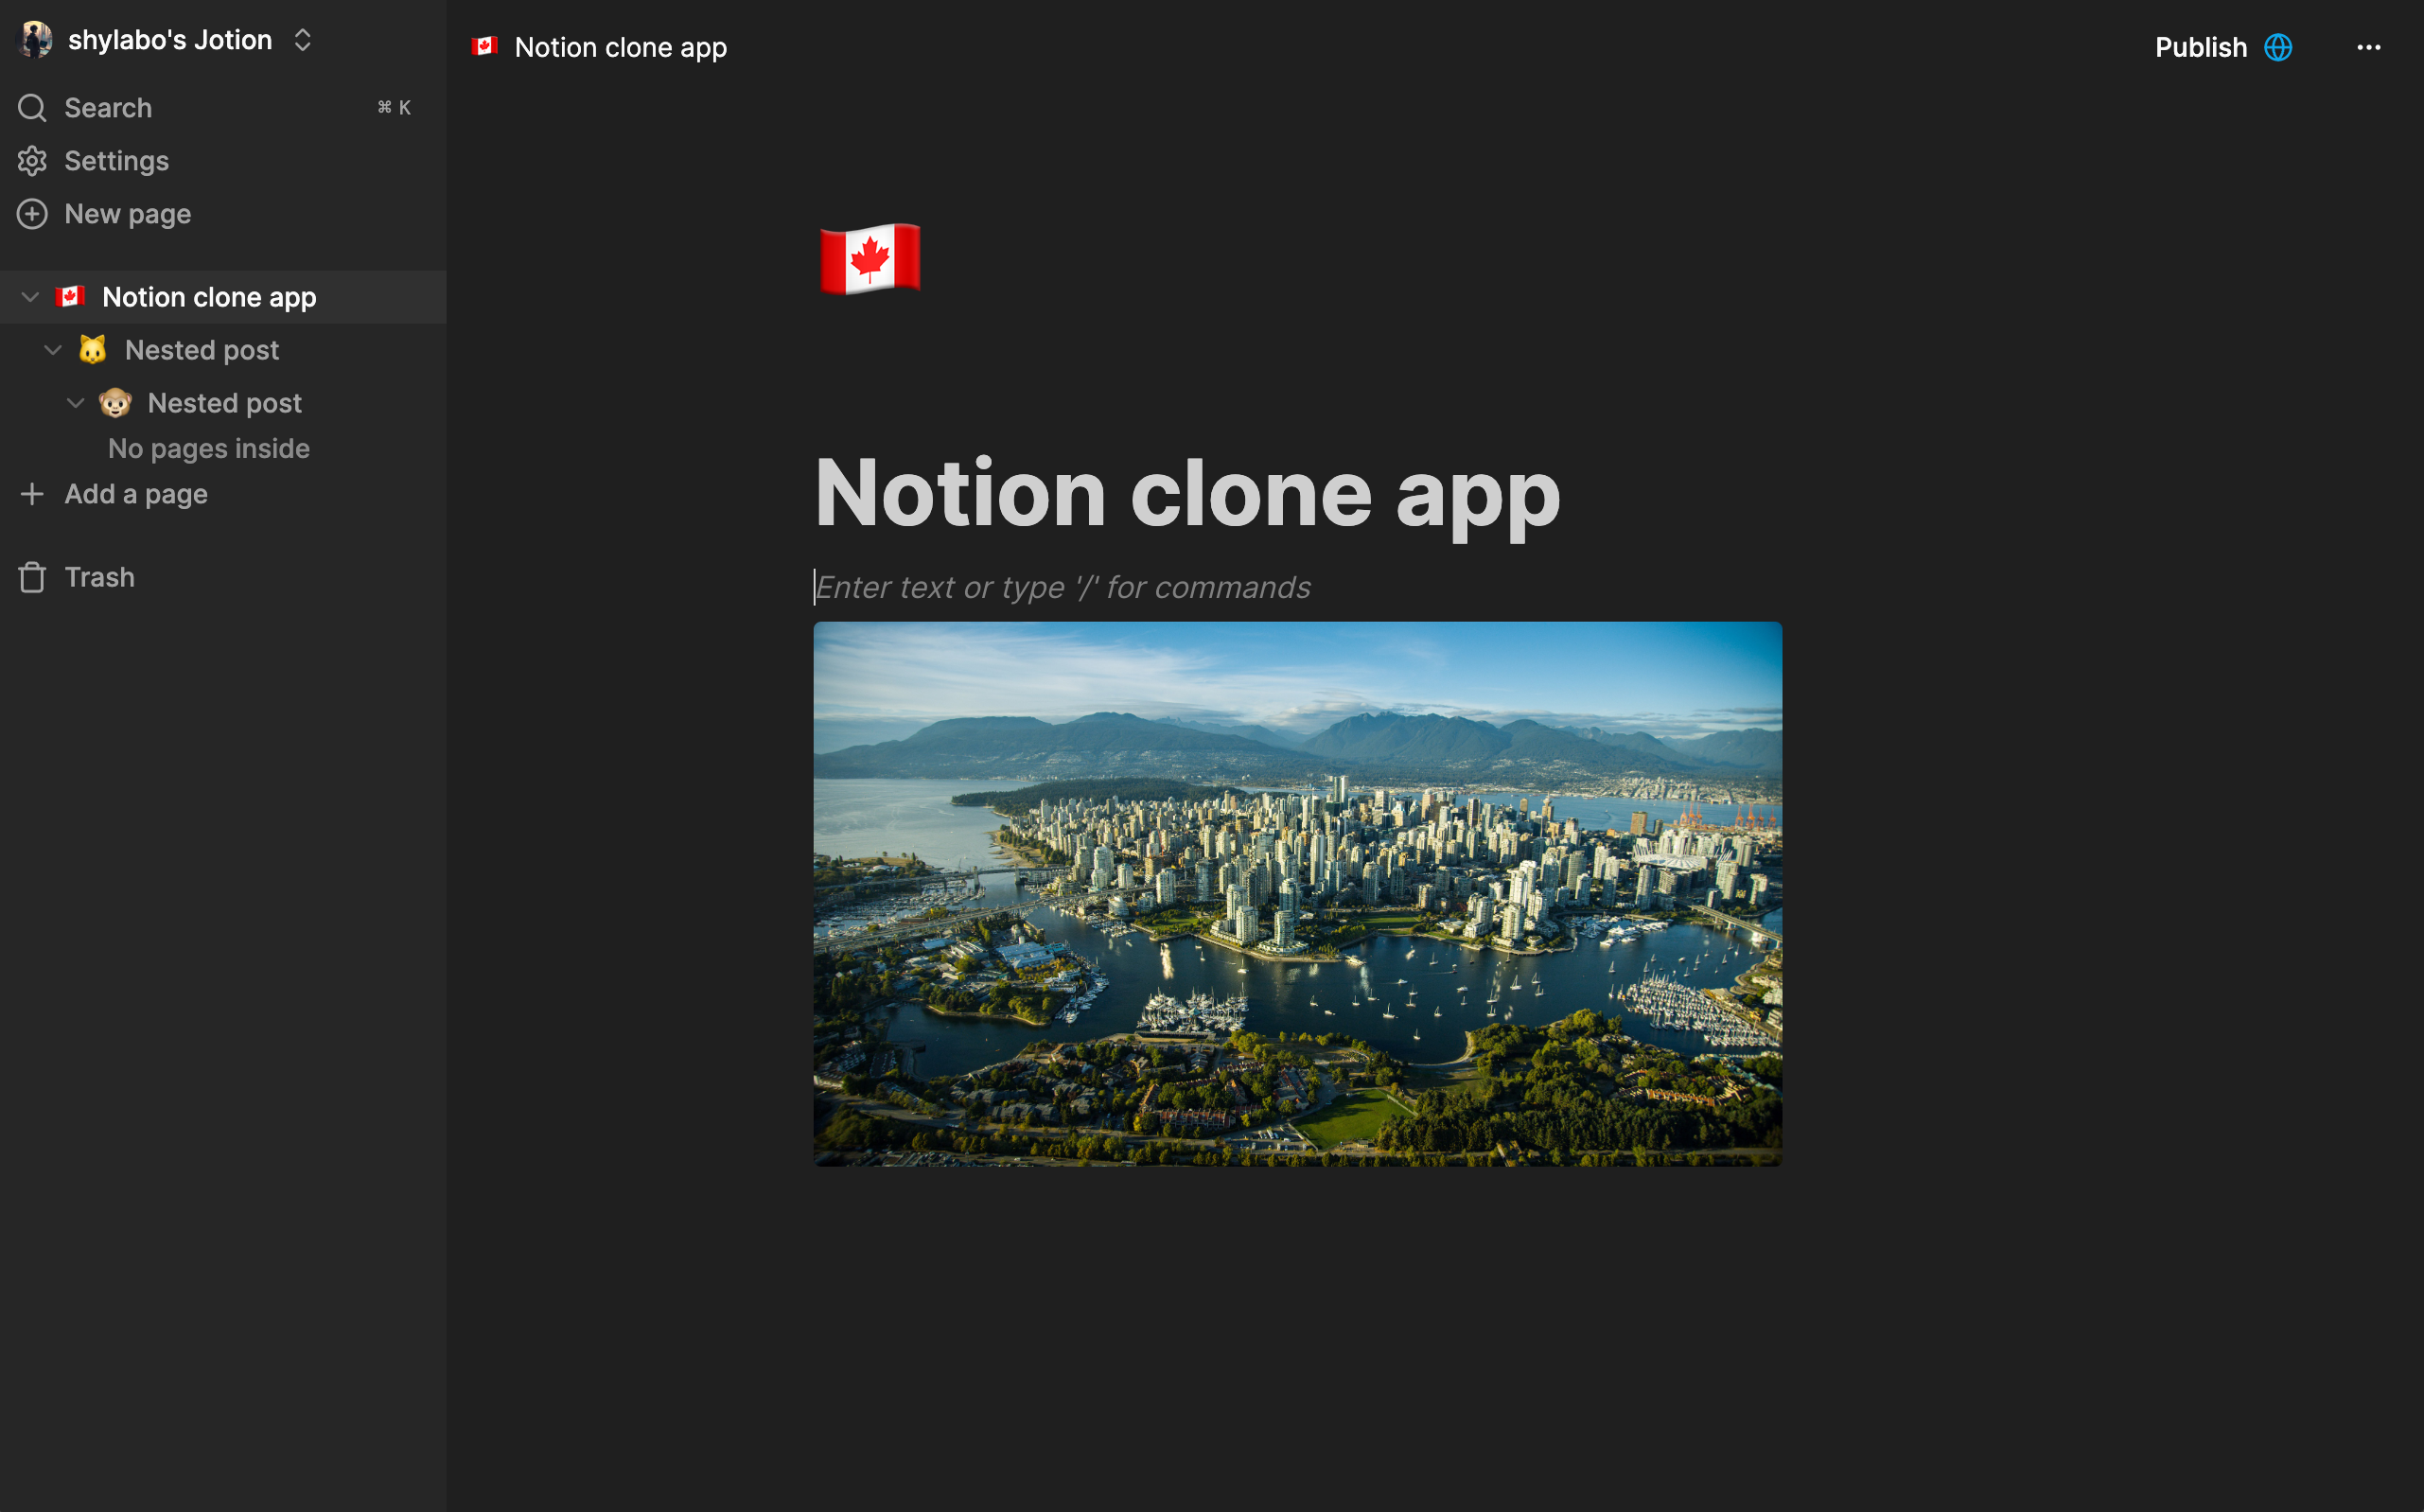 shylabo's Jotion
Search ⌘ K
Settings
New page
Notion clone app
Nested post
Nested post
No pages inside
Add a page
Trash
Notion clone app
Publish
Notion clone app
Enter text or type '/' for commands